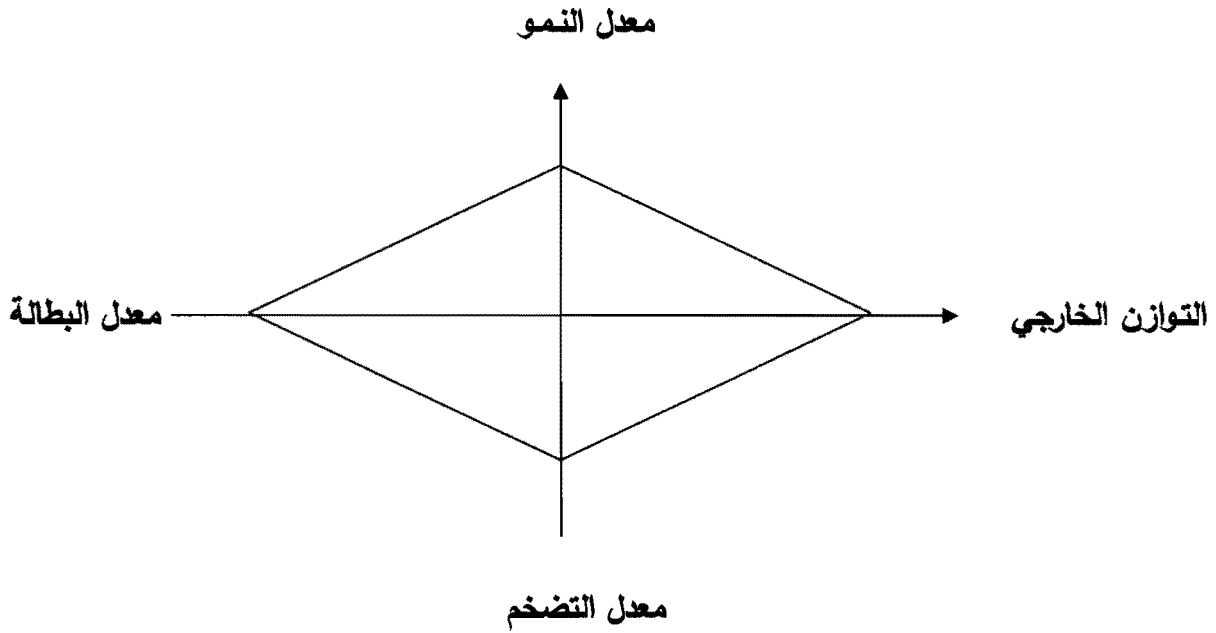 معدل النمو
التوازن الخارجي
معدل البطالة
معدل التضخم